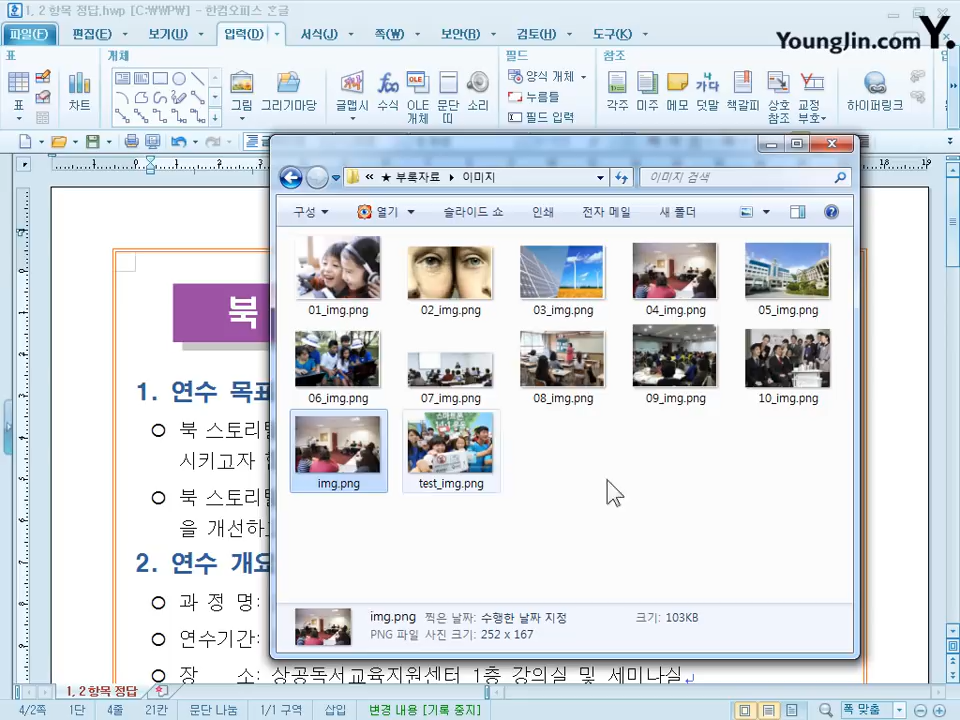 1, 2 항목 정답.hwp [C:\WPW\] - 한컴오피스 한글
YoungJin.com Y.
파일(F) 편집(E) 보기(U) 입력(D) 서식(J) 쪽(W) 보안(R) 검토(H) 도구(K)
표 개체 필드 참조
표 차트 그림 그리기마당 글맵시 수식 OLE 개체 문단 띠 소리
양식 개체
누름틀
필드 입력
각주 미주 메모 덧말 책갈피 상호 참조 교정 부호 하이퍼링크
1 1 2 3 18 19
★ 부록자료 이미지 이미지 검색
구성 열기 슬라이드 쇼 인쇄 전자 메일 새 폴더
01_img.png 02_img.png 03_img.png 04_img.png 05_img.png
06_img.png 07_img.png 08_img.png 09_img.png 10_img.png
img.png test_img.png
img.png 찍은 날짜: 수행한 날짜 지정 크기: 103KB
PNG 파일 사진 크기: 252 x 167
북
1. 연수 목표
북 스토리텔
시키고자
북 스토리텔
을 개선하
2. 연수 개요
과 정 명:
연수기간:
장 소: 상공독서교육지원센터 1층 강의실 및 세미나실
1, 2항목 정답
4/2쪽 1단 4줄 21칸 문단 나눔 1/1 구역 삽입 변경 내용 [기록 중지] 폭 맞춤